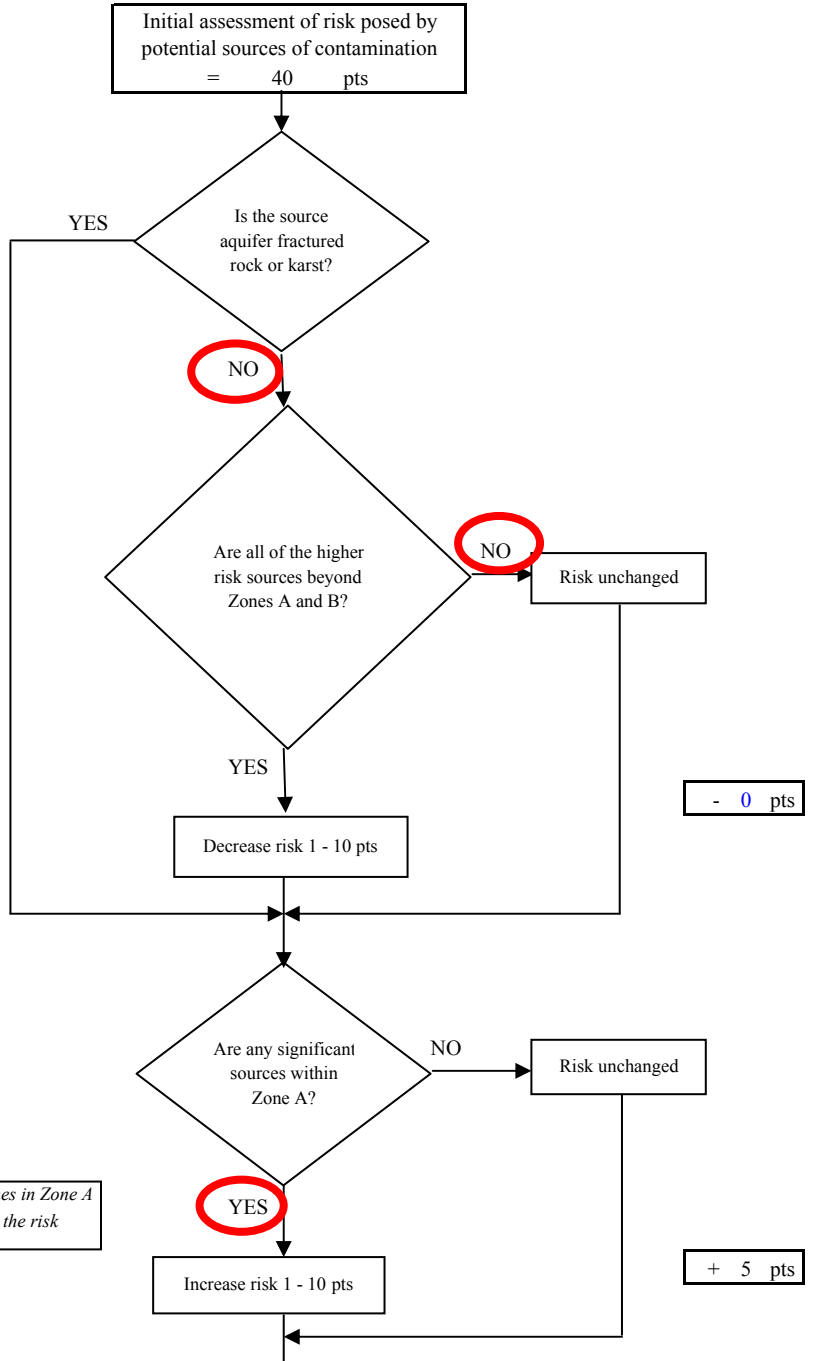 Initial assessment of risk posed by
potential sources of contamination
= 40 pts
YES
Is the source
aquifer fractured
rock or karst?
NO
Are all of the higher
risk sources beyond
Zones A and B?
NO
Risk unchanged
YES
- 0 pts
Decrease risk 1 - 10 pts
Are any significant
sources within
Zone A?
NO
Risk unchanged
es in Zone A
the risk
YES
+ 5 pts
Increase risk 1 - 10 pts